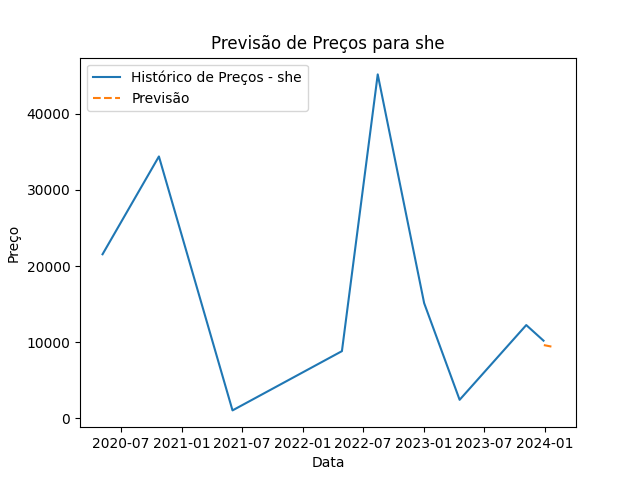 Previsão de Preços para she
Histórico de Preços - she
Previsão
Preço
40000
30000
20000
10000
0
2020-07 2021-01 2021-07 2022-01 2022-07 2023-01 2023-07 2024-01
Data